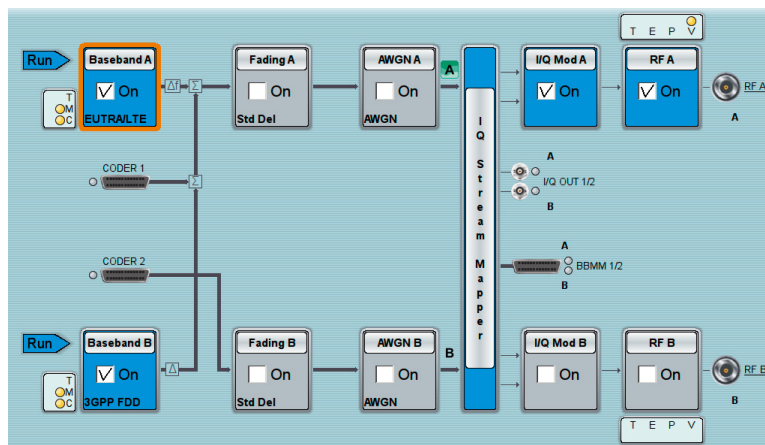 T E P V
Run
Baseband A
On
EUTRA/LTE
T
M
C
Δf
Σ
Fading A
On
Std Del
AWGN A
On
AWGN
A
I/Q Mod A
On
RF A
On
RF A
A
I
Q
S
t
r
e
a
m
M
a
p
p
e
r
CODER 1
Σ
A
I/Q OUT 1/2
B
CODER 2
A
BBMM 1/2
B
Run
Baseband B
On
3GPP FDD
T
M
C
Δ
Fading B
On
Std Del
AWGN B
On
AWGN
B
I/Q Mod B
On
RF B
On
RF B
B
T E P V